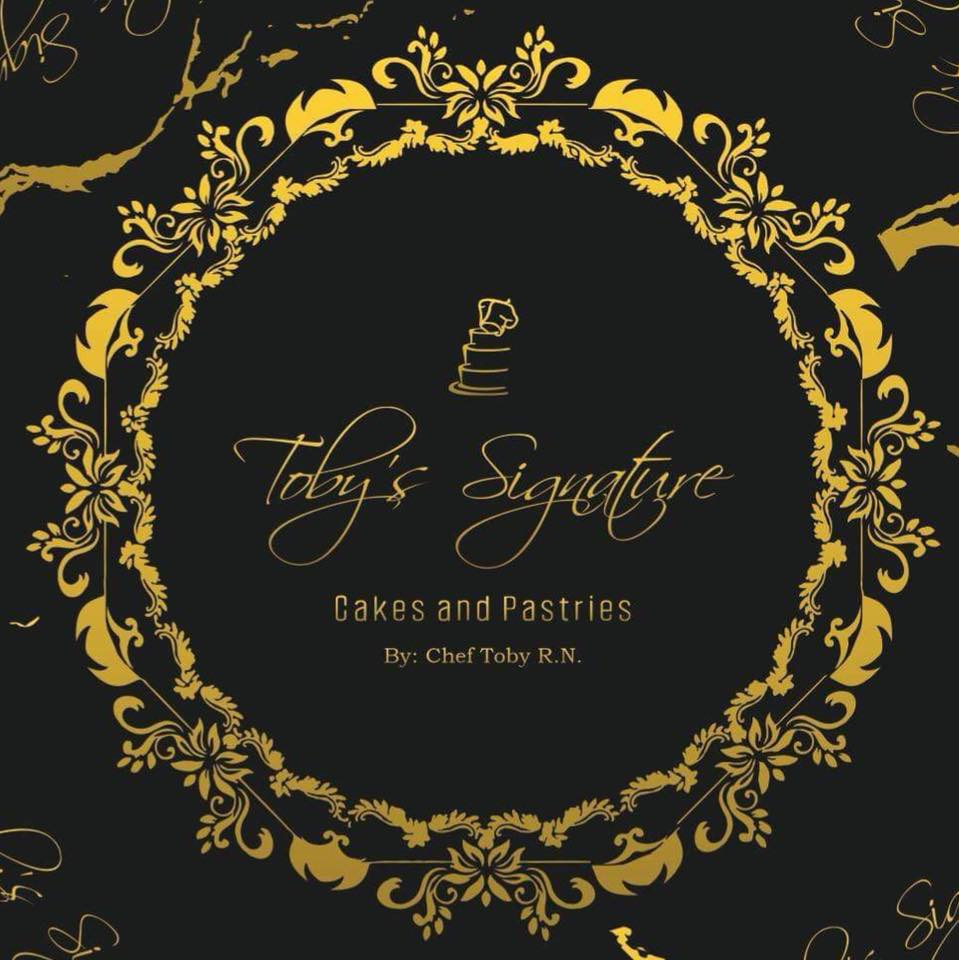 Toby's Signature
Cakes and Pastries
By: Chef Toby R.N.